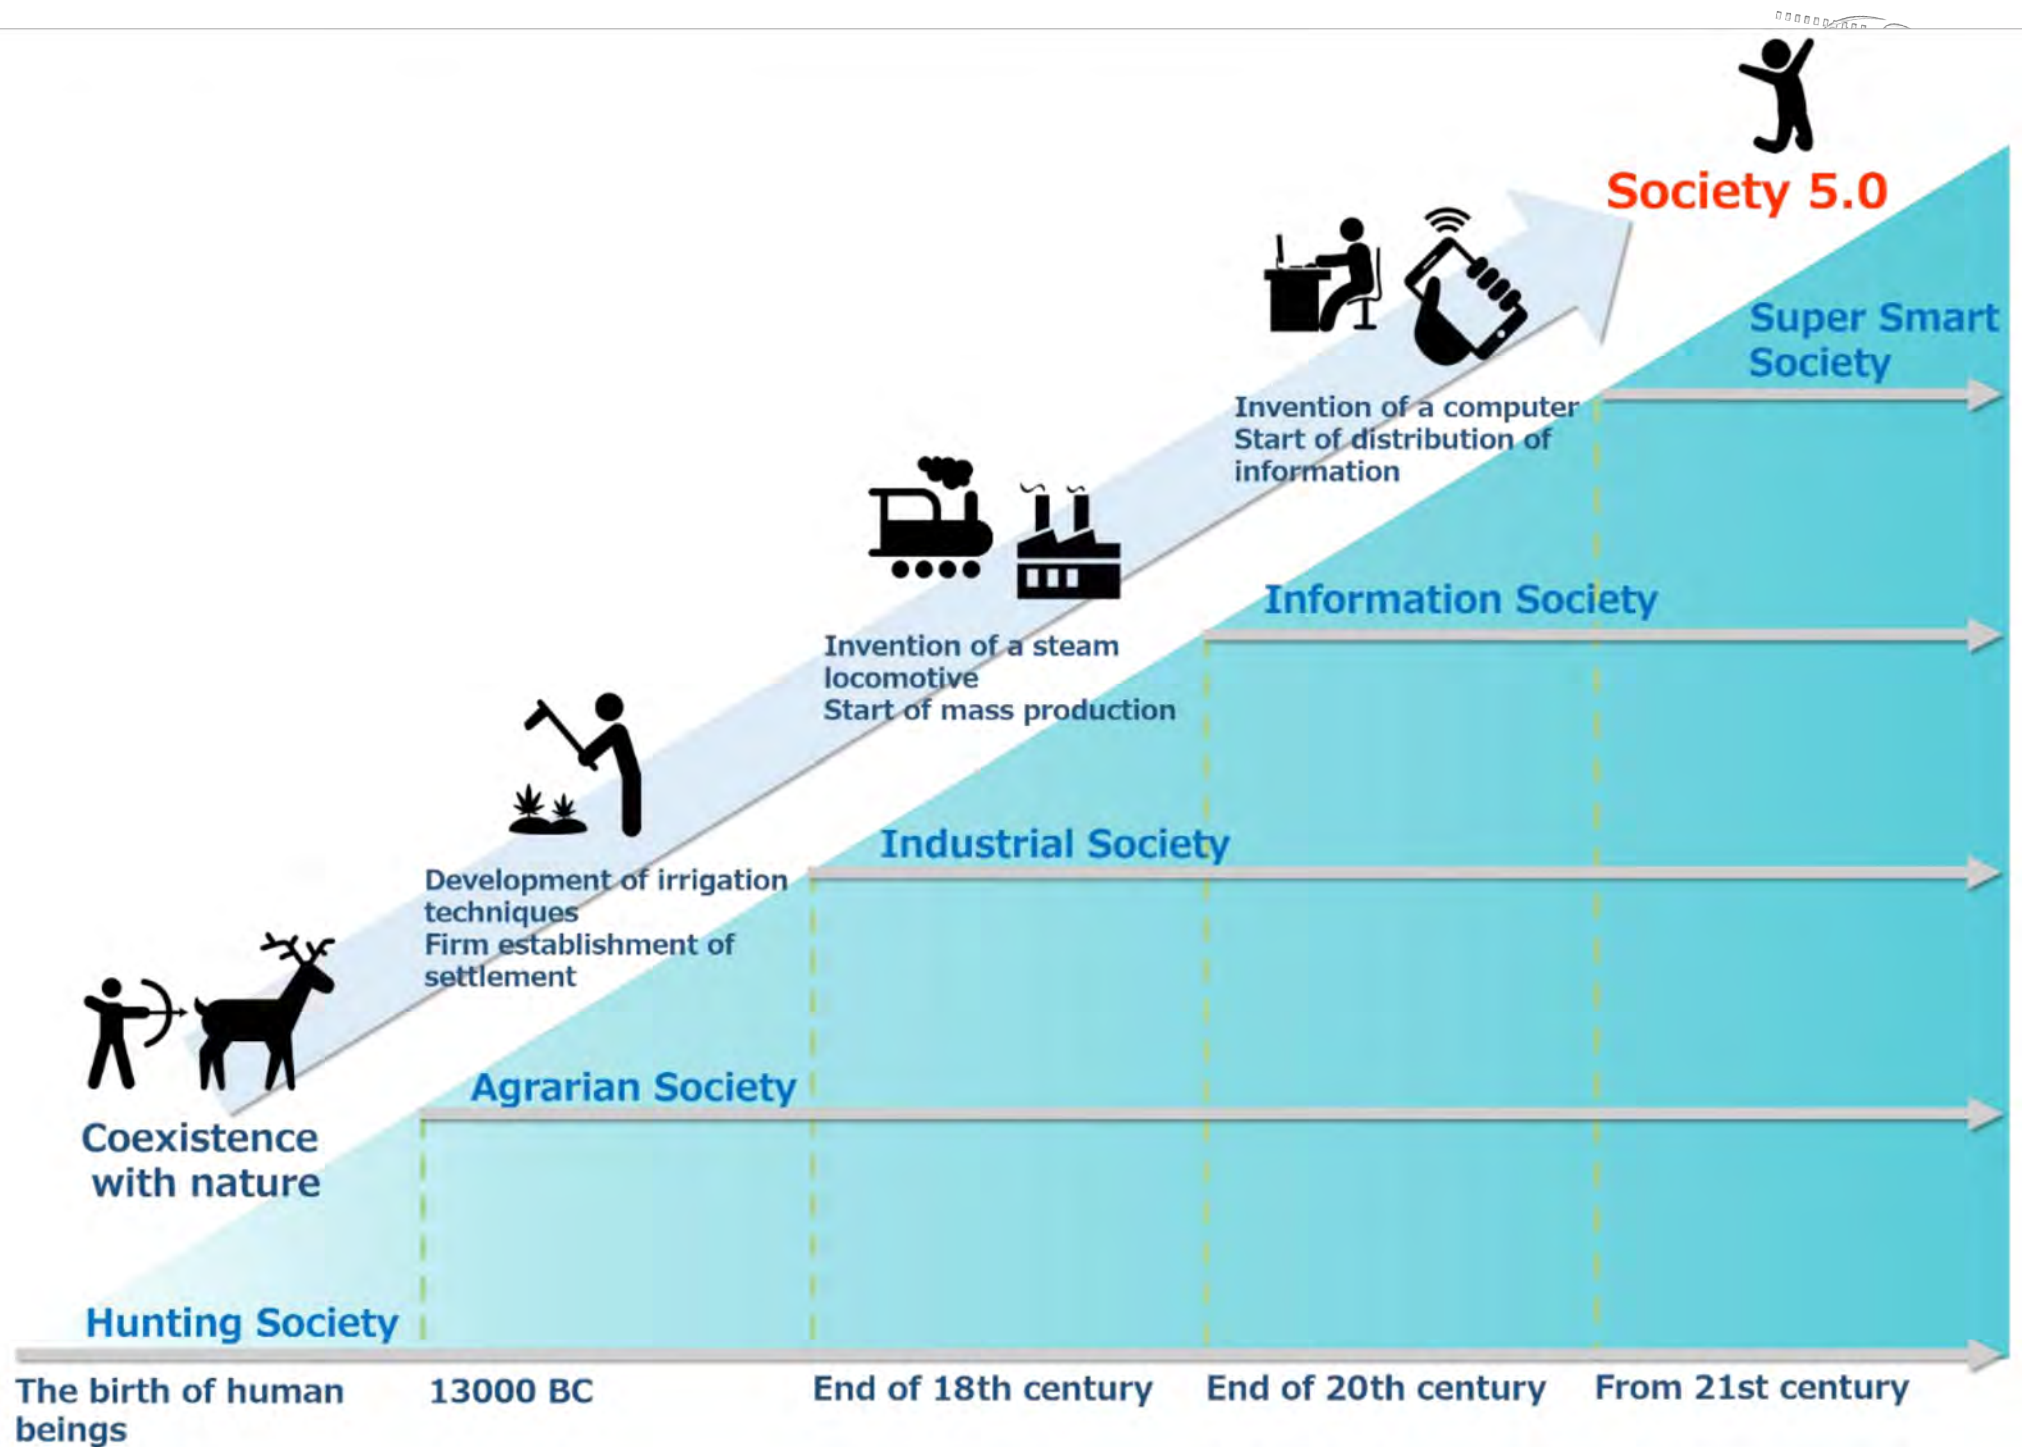 Society 5.0
Super Smart
Society
Invention of a computer
Start of distribution of
information
Information Society
Invention of a steam
locomotive
Start of mass production
Industrial Society
Development of irrigation
techniques
Firm establishment of
settlement
Agrarian Society
Coexistence
with nature
Hunting Society
The birth of human
beings
13000 BC
End of 18th century
End of 20th century
From 21st century